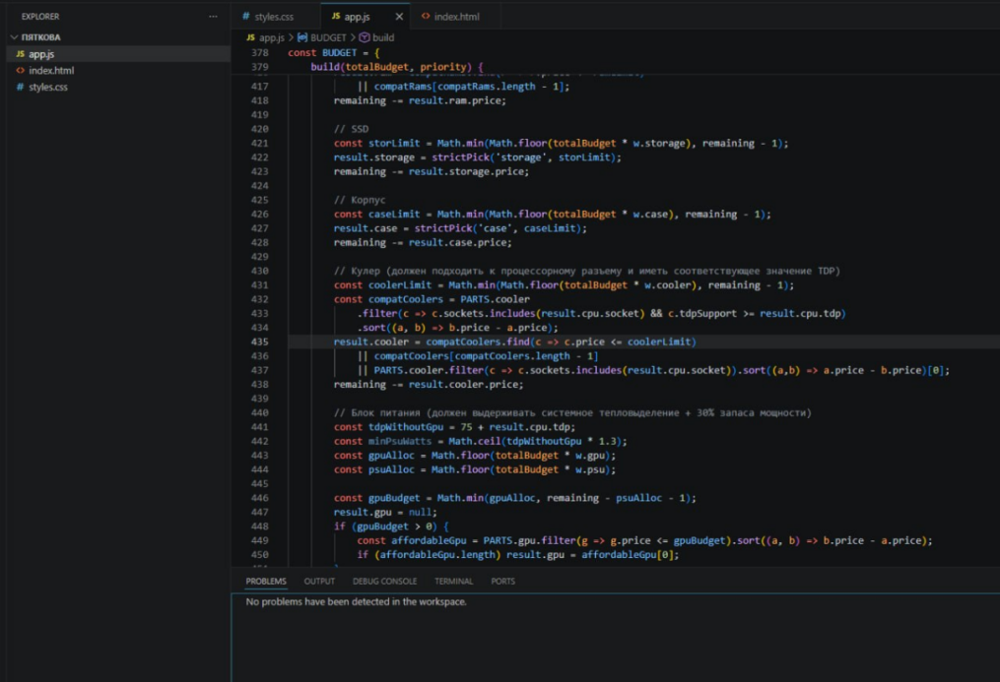 EXPLORER
ПЯТКОВА
JS app.js
<> index.html
# styles.css
# styles.css
JS app.js
<> index.html
JS app.js > BUDGET > build
378 const BUDGET = {
379 build(totalBudget, priority) {
417 || compatRams[compatRams.length - 1];
418 remaining -= result.ram.price;
419
420 // SSD
421 const storLimit = Math.min(Math.floor(totalBudget * w.storage), remaining - 1);
422 result.storage = strictPick('storage', storLimit);
423 remaining -= result.storage.price;
424
425 // Корпус
426 const caseLimit = Math.min(Math.floor(totalBudget * w.case), remaining - 1);
427 result.case = strictPick('case', caseLimit);
428 remaining -= result.case.price;
429
430 // Кулер (должен подходить к процессорному разъему и иметь соответствующее значение TDP)
431 const coolerLimit = Math.min(Math.floor(totalBudget * w.cooler), remaining - 1);
432 const compatCoolers = PARTS.cooler
433 .filter(c => c.sockets.includes(result.cpu.socket) && c.tdpSupport >= result.cpu.tdp)
434 .sort((a, b) => b.price - a.price);
435 result.cooler = compatCoolers.find(c => c.price <= coolerLimit)
436 || compatCoolers[compatCoolers.length - 1]
437 || PARTS.cooler.filter(c => c.sockets.includes(result.cpu.socket)).sort((a,b) => a.price - b.price)[0];
438 remaining -= result.cooler.price;
439
440 // Блок питания (должен выдерживать системное тепловыделение + 30% запаса мощности)
441 const tdpWithoutGpu = 75 + result.cpu.tdp;
442 const minPsuWatts = Math.ceil(tdpWithoutGpu * 1.3);
443 const gpuAlloc = Math.floor(totalBudget * w.gpu);
444 const psuAlloc = Math.floor(totalBudget * w.psu);
445
446 const gpuBudget = Math.min(gpuAlloc, remaining - psuAlloc - 1);
447 result.gpu = null;
448 if (gpuBudget > 0) {
449 const affordableGpu = PARTS.gpu.filter(g => g.price <= gpuBudget).sort((a, b) => b.price - a.price);
450 if (affordableGpu.length) result.gpu = affordableGpu[0];
PROBLEMS OUTPUT DEBUG CONSOLE TERMINAL PORTS
No problems have been detected in the workspace.